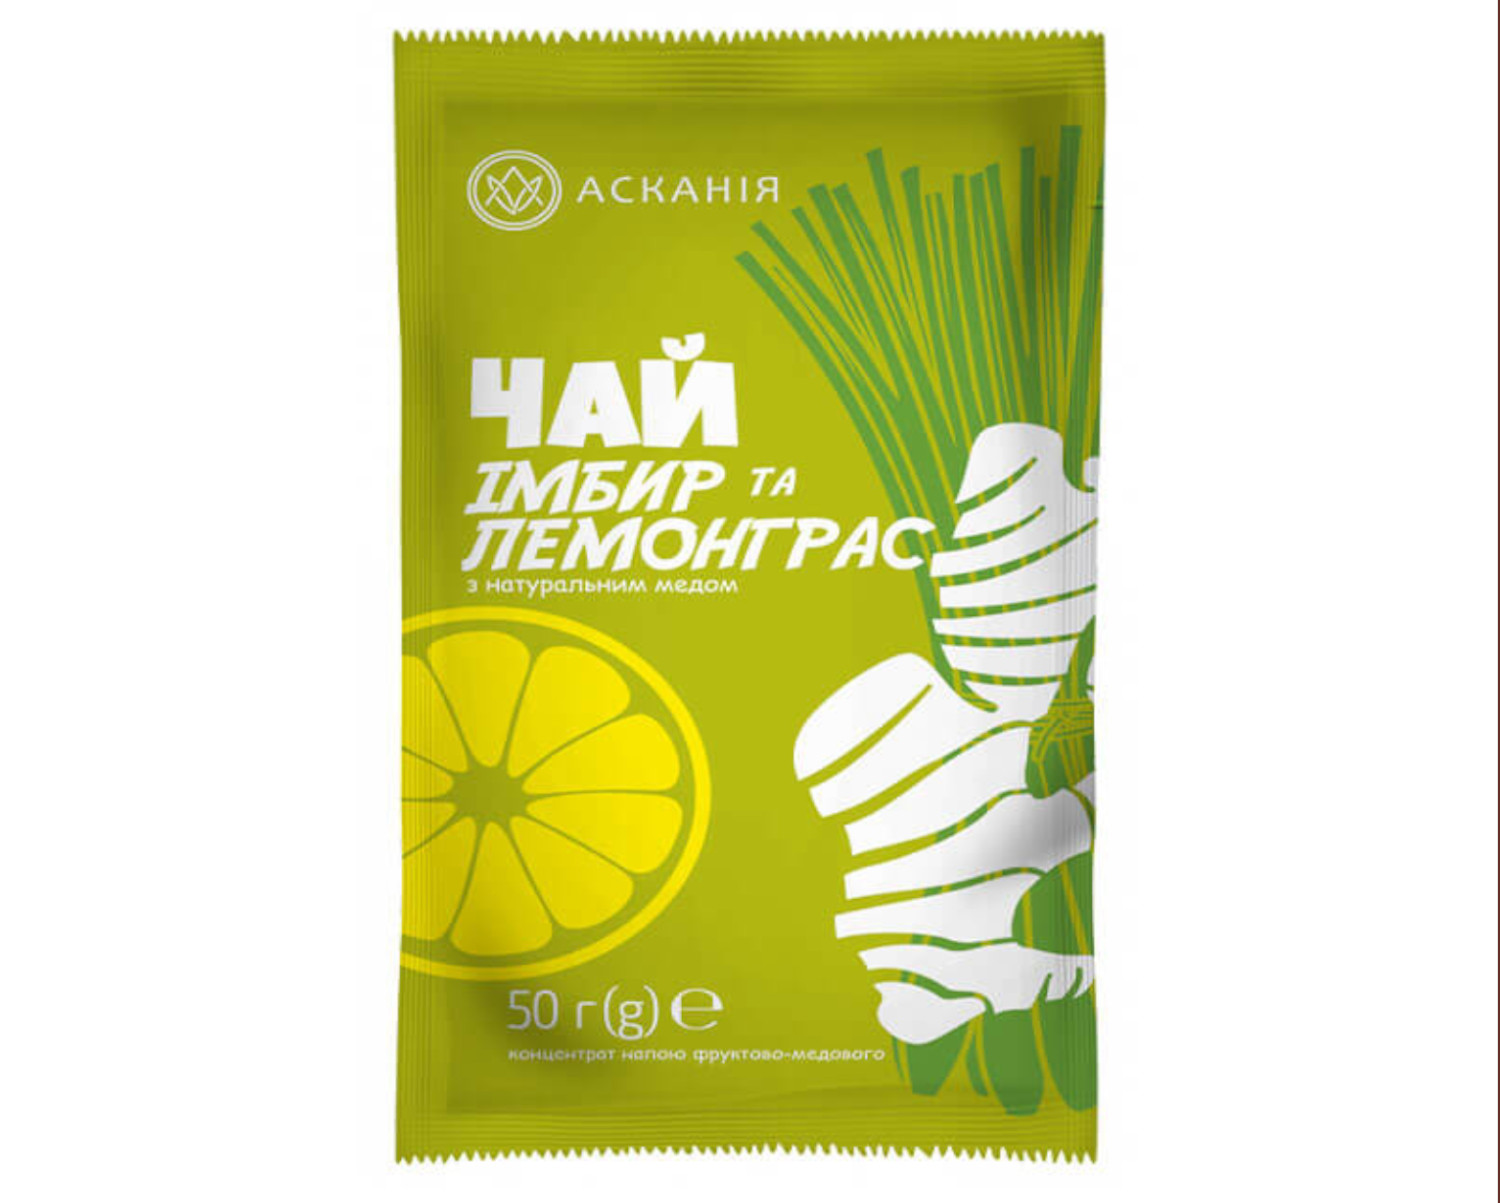 АСКАНІЯ
ЧАЙ
ІМБИР ТА
ЛЕМОНГРАС
з натуральним медом
50 г(g) ℮
концентрат напою фруктово-медового